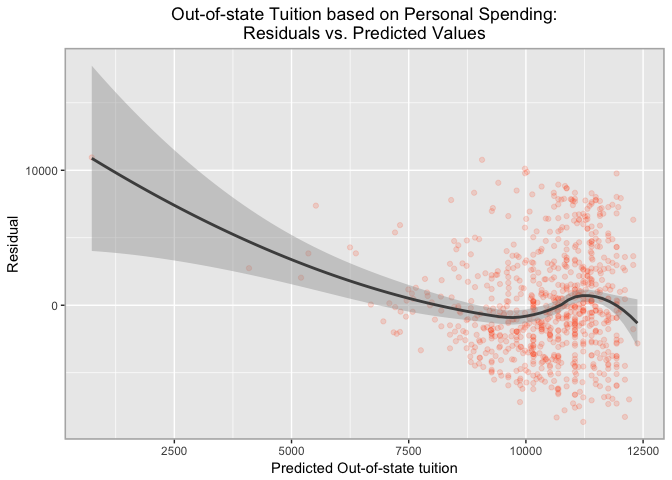 Out-of-state Tuition based on Personal Spending:
Residuals vs. Predicted Values
Residual
10000
0
2500 5000 7500 10000 12500
Predicted Out-of-state tuition